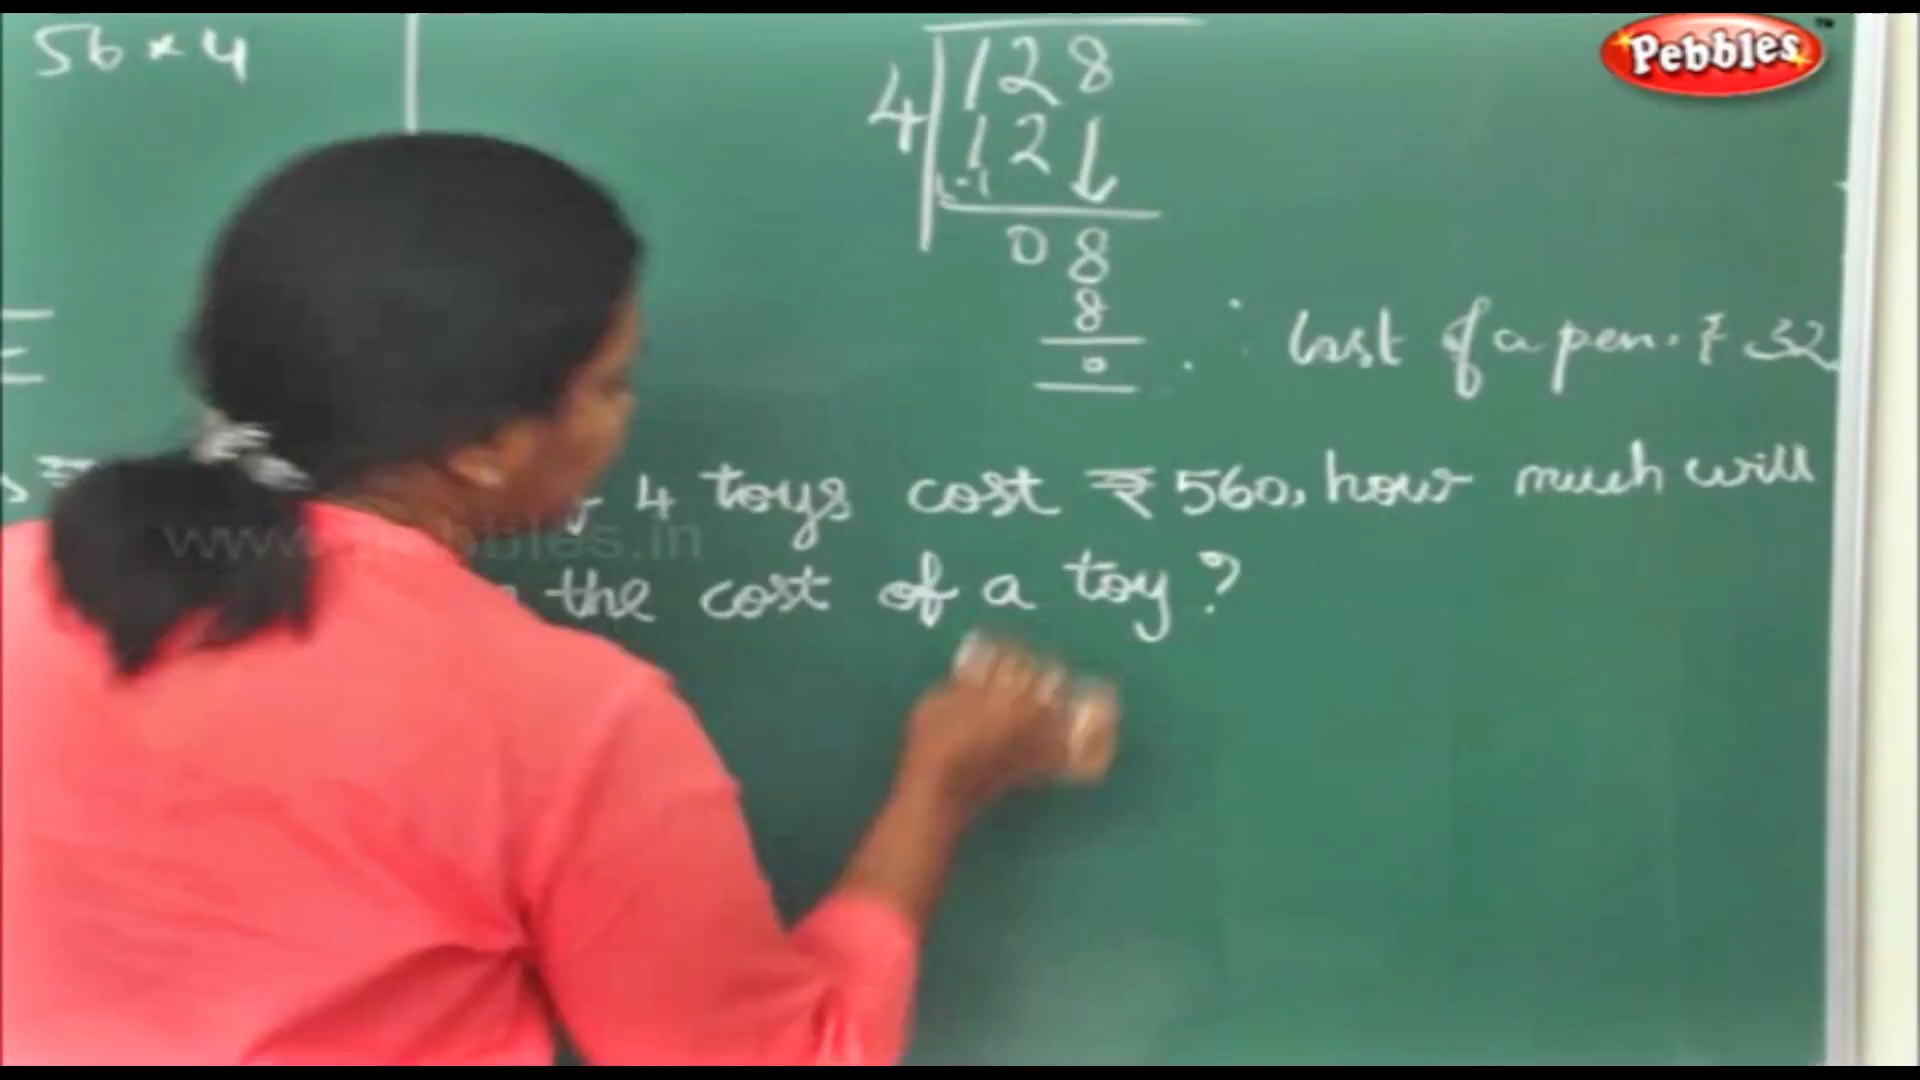 56 × 4
Pebbles™
128
4
12↓
08
8
0
∴ Cost of a pen. ₹ 32
4 toys cost ₹ 560, how much will
the cost of a toy?
www.pebbles.in